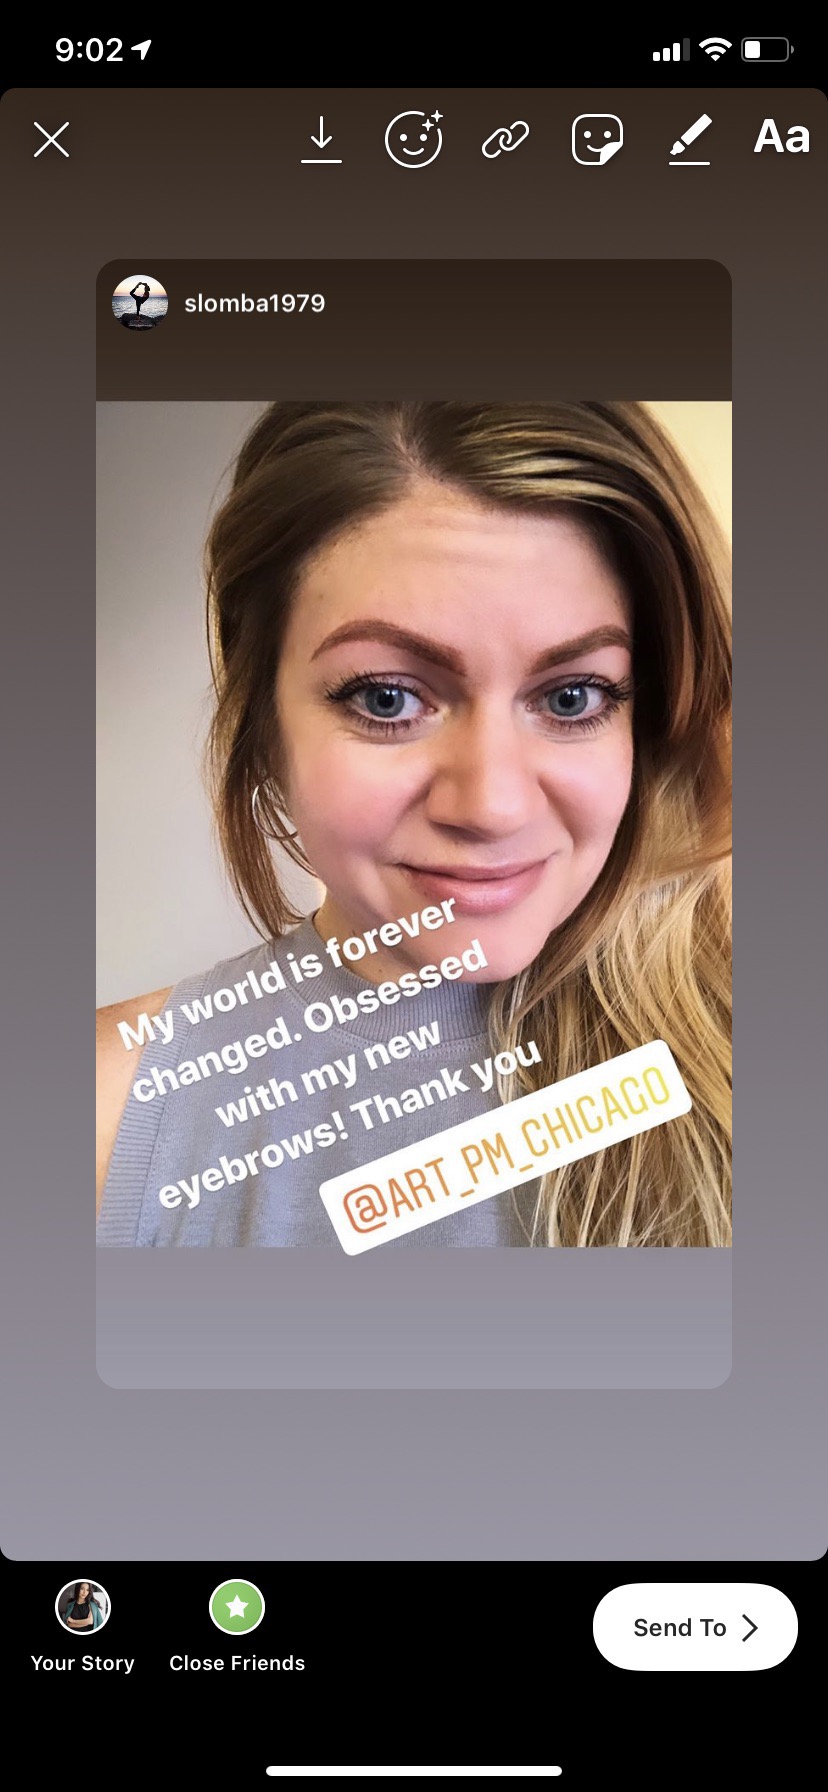 9:02
Aa
slomba1979
My world is forever
changed. Obsessed
with my new
eyebrows! Thank you
@ART_PM_CHICAGO
Your Story
Close Friends
Send To